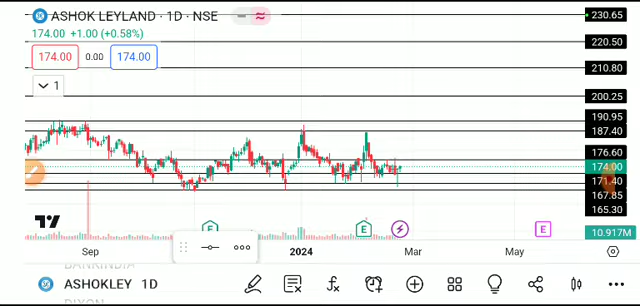 ASHOK LEYLAND · 1D · NSE
174.00 +1.00 (+0.58%)
174.00 0.00 174.00
1
230.65
220.50
210.80
200.25
190.95
187.40
176.60
174.00
171.40
167.85
165.30
10.917M
E E E
Sep 2024 Mar May
BANKINDIA
ASHOKLEY 1D
DIXON